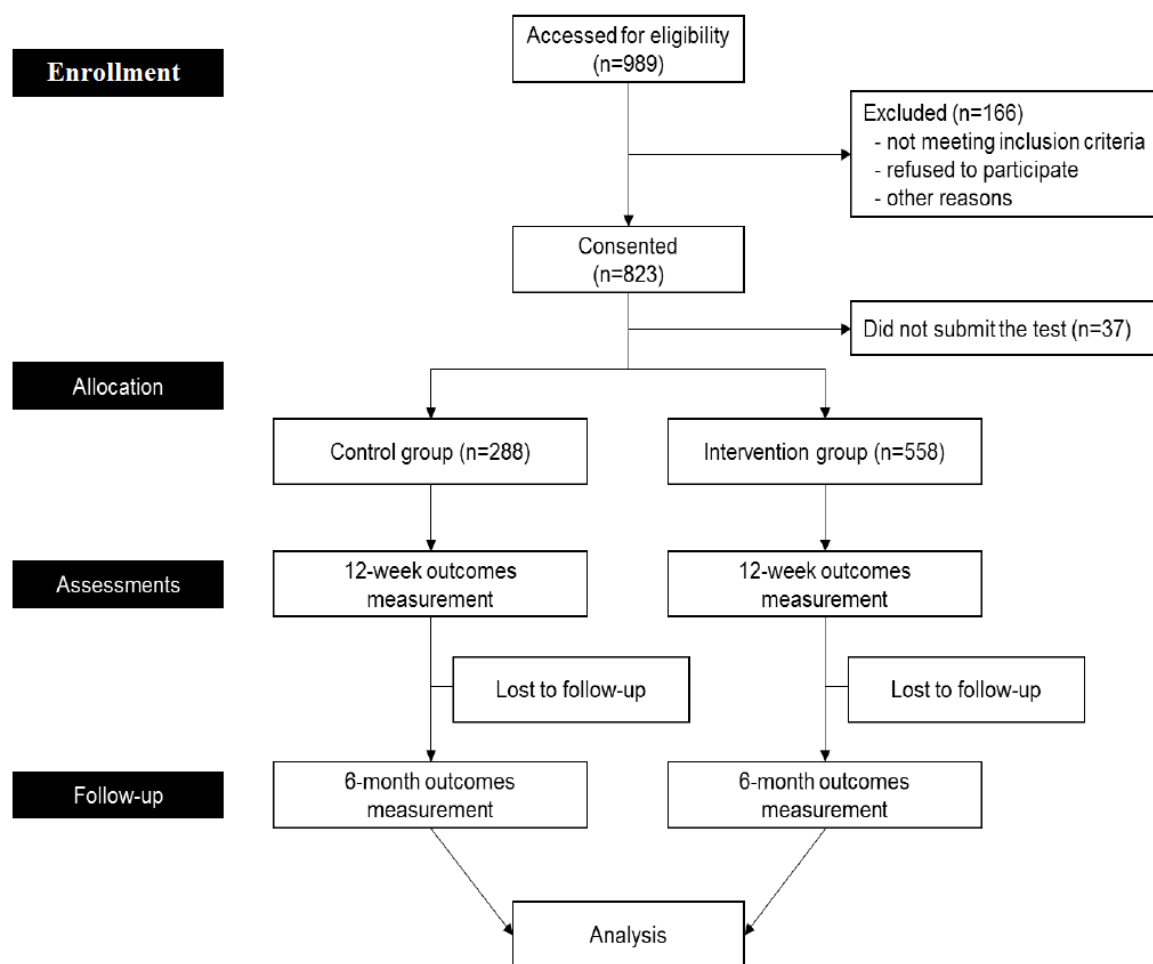 Accessed for eligibility
(n=989)
Enrollment
Excluded (n=166)
- not meeting inclusion criteria
- refused to participate
- other reasons
Consented
(n=823)
Did not submit the test (n=37)
Allocation
Control group (n=288)
Intervention group (n=558)
Assessments
12-week outcomes
measurement
12-week outcomes
measurement
Lost to follow-up
Lost to follow-up
Follow-up
6-month outcomes
measurement
6-month outcomes
measurement
Analysis